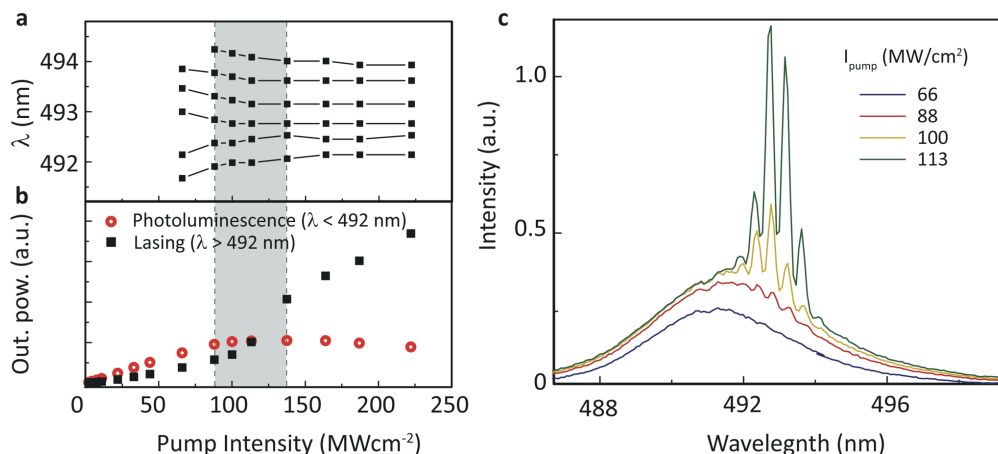 a
494
493
492
λ (nm)
b
Photoluminescence (λ < 492 nm)
Lasing (λ > 492 nm)
Out. pow. (a.u.)
0 50 100 150 200 250
Pump Intensity (MWcm-2)
c
1.0
0.5
0
Intensity (a.u.)
Ipump (MW/cm²)
66
88
100
113
488 492 496
Wavelegnth (nm)